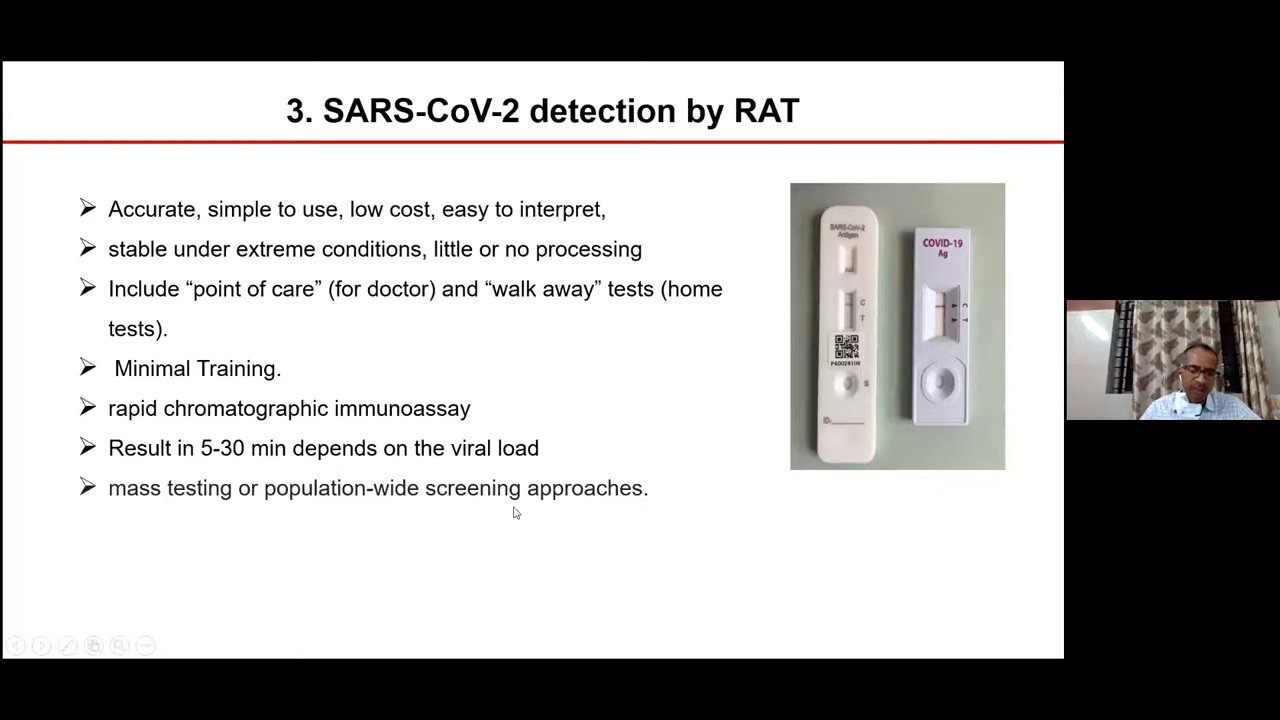 3. SARS-CoV-2 detection by RAT
Accurate, simple to use, low cost, easy to interpret,
stable under extreme conditions, little or no processing
Include “point of care” (for doctor) and “walk away” tests (home
tests).
Minimal Training.
rapid chromatographic immunoassay
Result in 5-30 min depends on the viral load
mass testing or population-wide screening approaches.
SARS-CoV-2
Antigen
C
T
S
ID
COVID-19
Ag
C
T